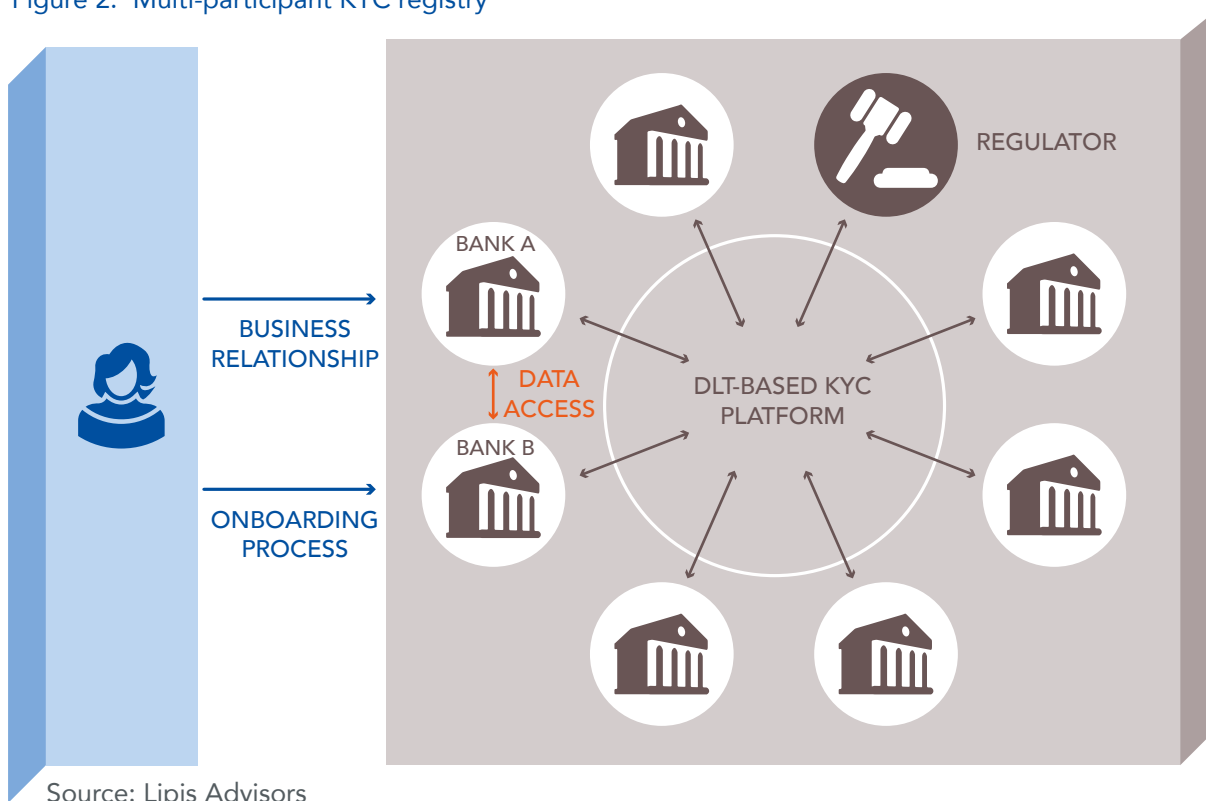 Figure 2: Multi-participant KYC registry
REGULATOR
BANK A
BUSINESS
RELATIONSHIP
DATA
ACCESS
DLT-BASED KYC
PLATFORM
BANK B
ONBOARDING
PROCESS
Source: Lipis Advisors